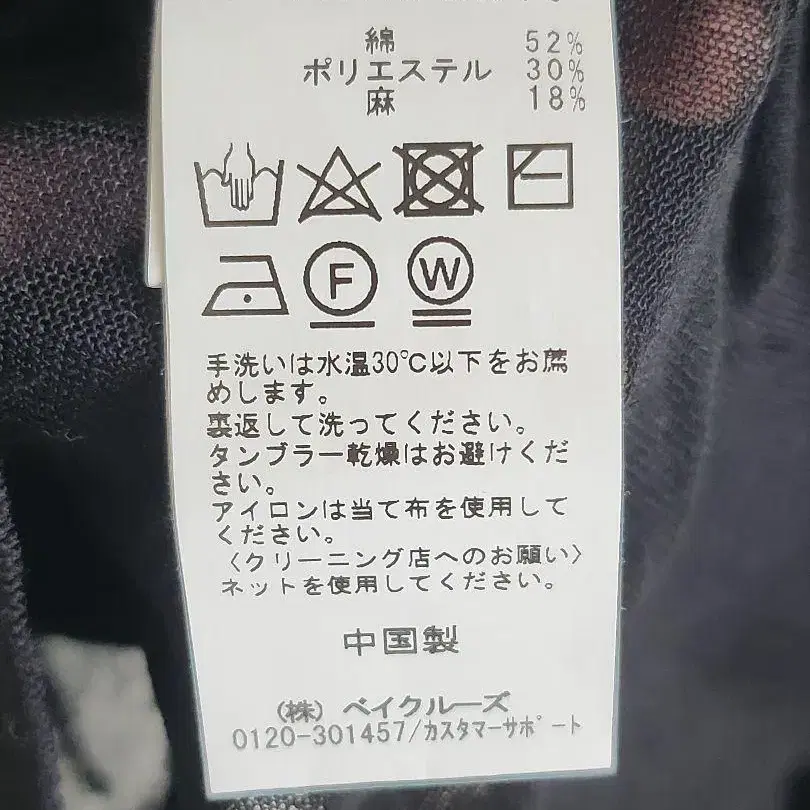 綿 52%
ポリエステル 30%
麻 18%
F W
手洗いは水温30℃以下をお薦
めします。
裏返して洗ってください。
タンブラー乾燥はお避けくだ
さい。
アイロンは当て布を使用して
ください。
〈クリーニング店へのお願い〉
ネットを使用してください。
中国製
(株) ベイクルーズ
0120-301457/カスタマーサポート